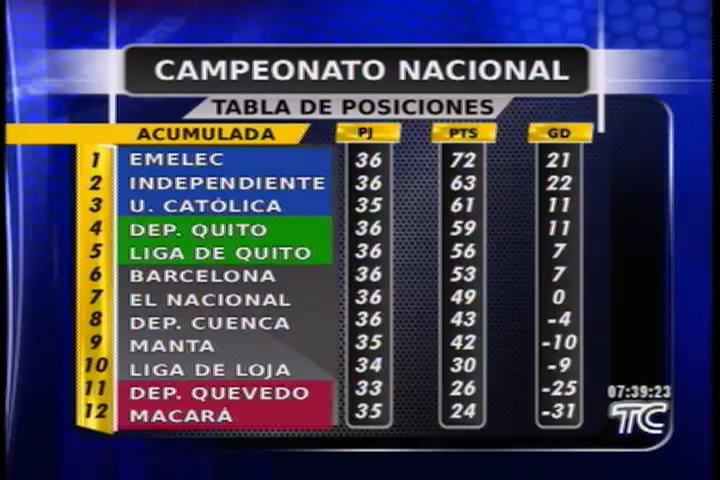 CAMPEONATO NACIONAL
TABLA DE POSICIONES
ACUMULADA PJ PTS GD
1 EMELEC 36 72 21
2 INDEPENDIENTE 36 63 22
3 U. CATÓLICA 35 61 11
4 DEP. QUITO 36 59 11
5 LIGA DE QUITO 36 56 7
6 BARCELONA 36 53 7
7 EL NACIONAL 36 49 0
8 DEP. CUENCA 36 43 -4
9 MANTA 35 42 -10
10 LIGA DE LOJA 34 30 -9
11 DEP. QUEVEDO 33 26 -25
12 MACARÁ 35 24 -31
07:39:23
TC